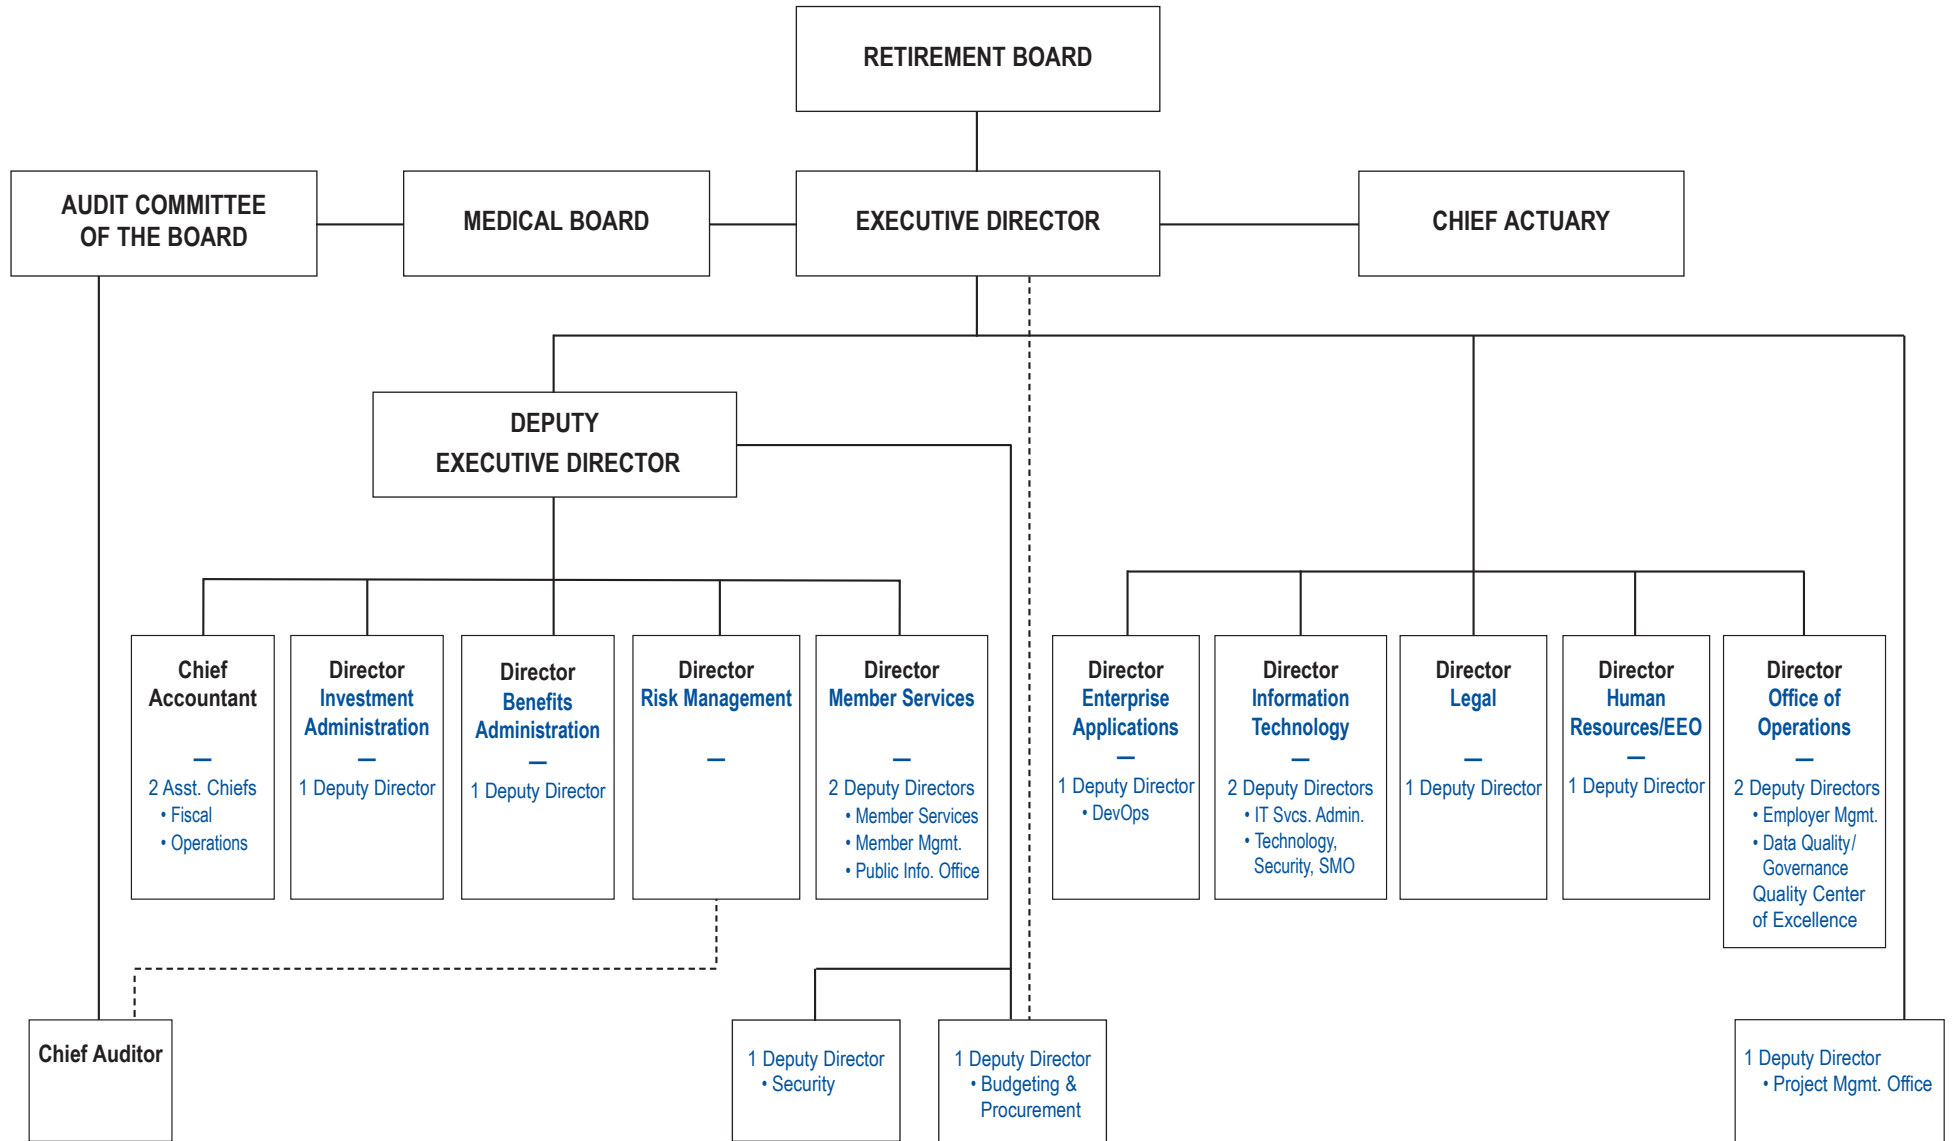 RETIREMENT BOARD
AUDIT COMMITTEE
OF THE BOARD
MEDICAL BOARD
EXECUTIVE DIRECTOR
CHIEF ACTUARY
DEPUTY
EXECUTIVE DIRECTOR
Chief
Accountant
—
2 Asst. Chiefs
• Fiscal
• Operations
Director
Investment
Administration
—
1 Deputy Director
Director
Benefits
Administration
—
1 Deputy Director
Director
Risk Management
—
Director
Member Services
—
2 Deputy Directors
• Member Services
• Member Mgmt.
• Public Info. Office
Director
Enterprise
Applications
—
1 Deputy Director
• DevOps
Director
Information
Technology
—
2 Deputy Directors
• IT Svcs. Admin.
• Technology,
Security, SMO
Director
Legal
—
1 Deputy Director
Director
Human
Resources/EEO
—
1 Deputy Director
Director
Office of
Operations
—
2 Deputy Directors
• Employer Mgmt.
• Data Quality/
Governance
Quality Center
of Excellence
Chief Auditor
1 Deputy Director
• Security
1 Deputy Director
• Budgeting &
Procurement
1 Deputy Director
• Project Mgmt. Office